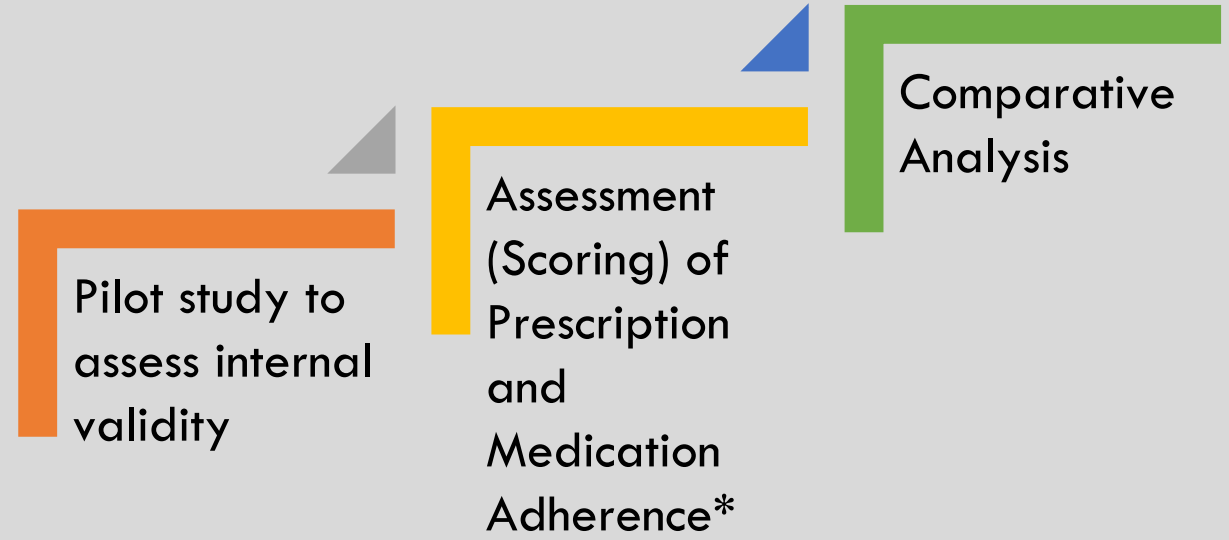 Pilot study to
assess internal
validity
Assessment
(Scoring) of
Prescription
and
Medication
Adherence*
Comparative
Analysis